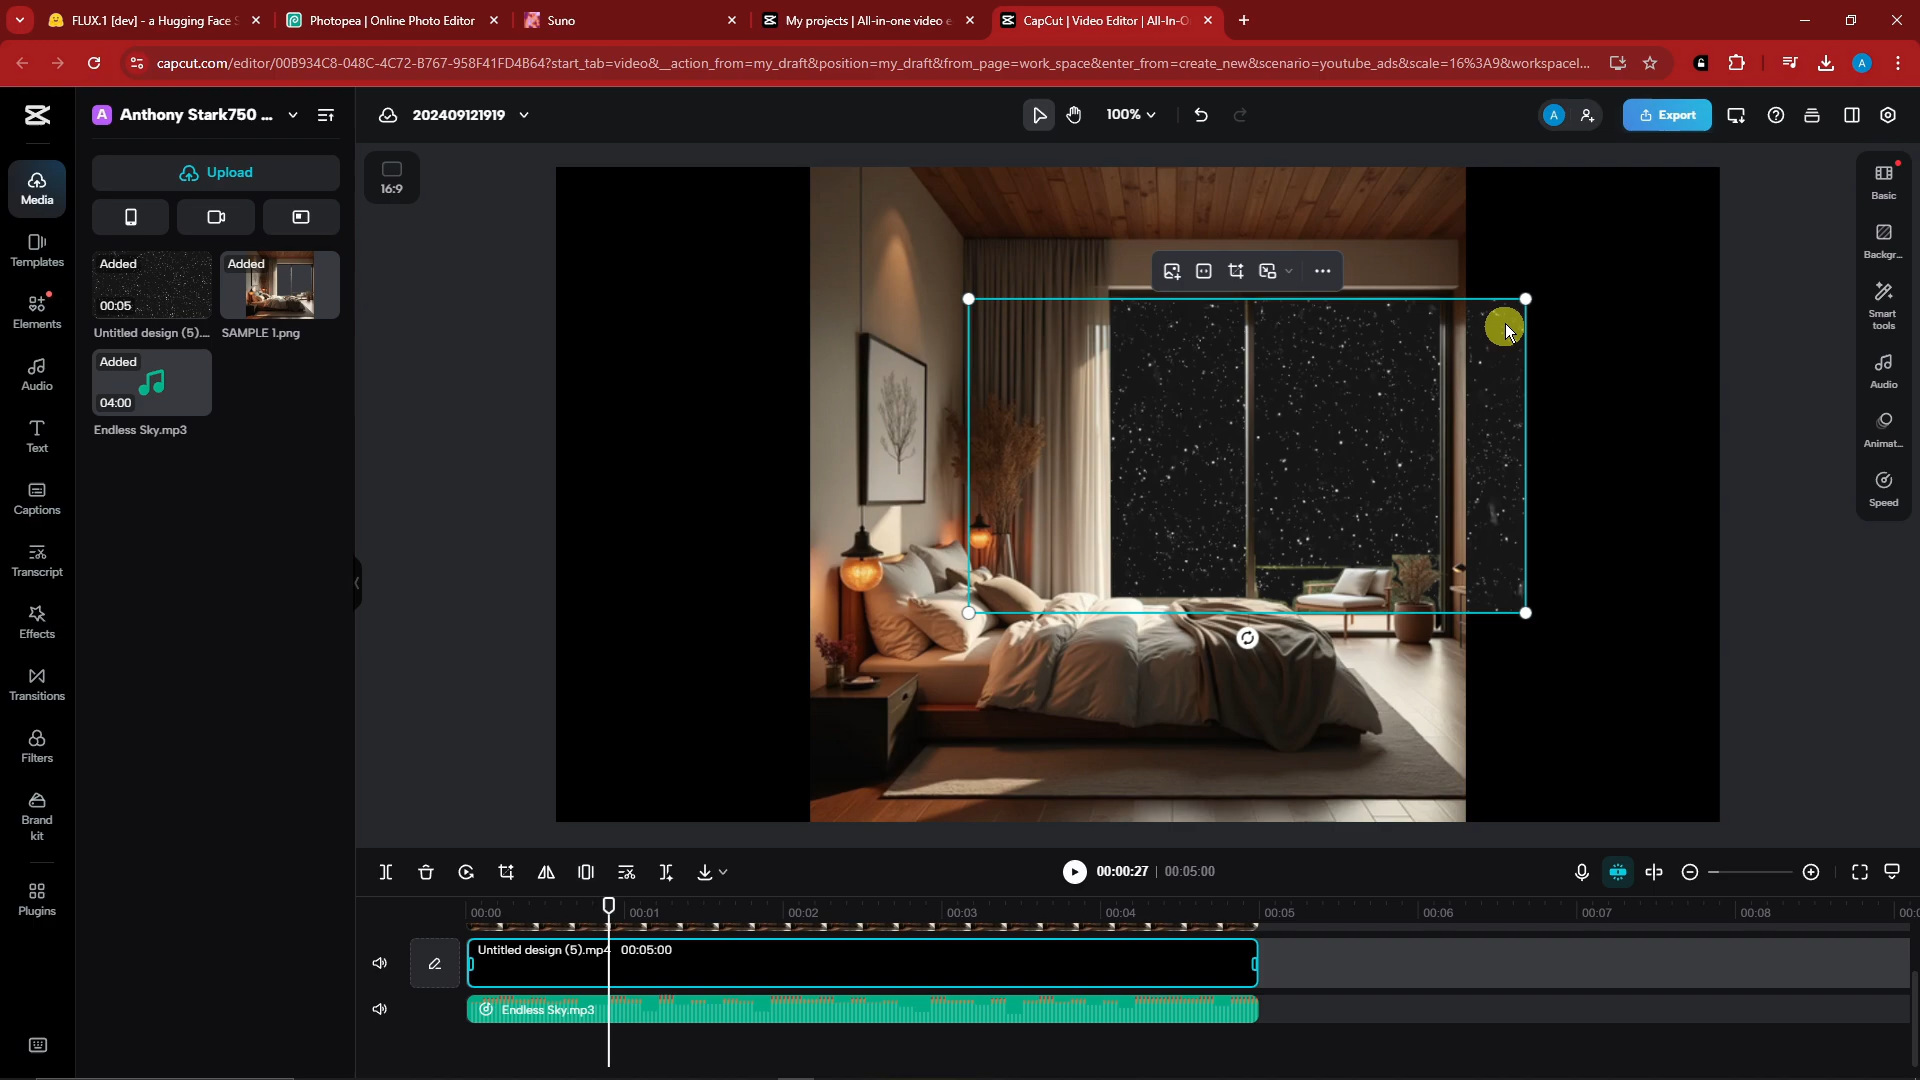 FLUX.1 [dev] - a Hugging Face S
Photopea | Online Photo Editor
Suno
My projects | All-in-one video e
CapCut | Video Editor | All-In-O
capcut.com/editor/00B934C8-048C-4C72-B767-958F41FD4B64?start_tab=video&__action_from=my_draft&position=my_draft&from_page=work_space&enter_from=create_new&scenario=youtube_ads&scale=16%3A9&workspaceI...
A
A Anthony Stark750 ...
202409121919
100%
A
Export
Media
Templates
Elements
Audio
Text
Captions
Transcript
Effects
Transitions
Filters
Brand
kit
Plugins
Upload
Added
00:05
Untitled design (5)....
Added
SAMPLE 1.png
Added
04:00
Endless Sky.mp3
16:9
Basic
Backgr...
Smart
tools
Audio
Animat...
Speed
00:00:27 | 00:05:00
00:00
00:01
00:02
00:03
00:04
00:05
00:06
00:07
00:08
00:0
Untitled design (5).mp4 00:05:00
Endless Sky.mp3